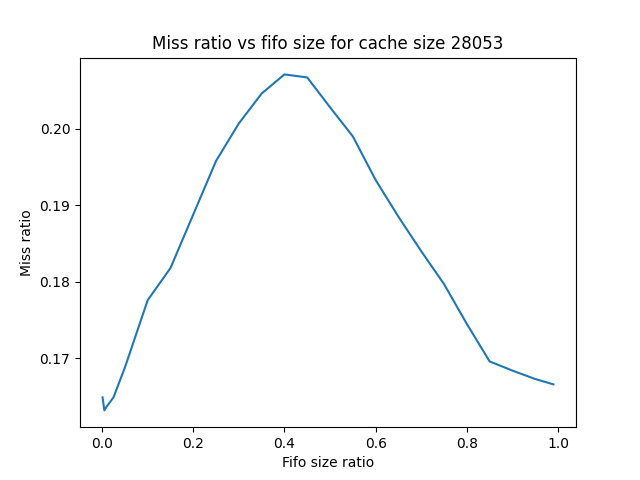 Miss ratio vs fifo size for cache size 28053
0.20
0.19
0.18
0.17
Miss ratio
0.0 0.2 0.4 0.6 0.8 1.0
Fifo size ratio